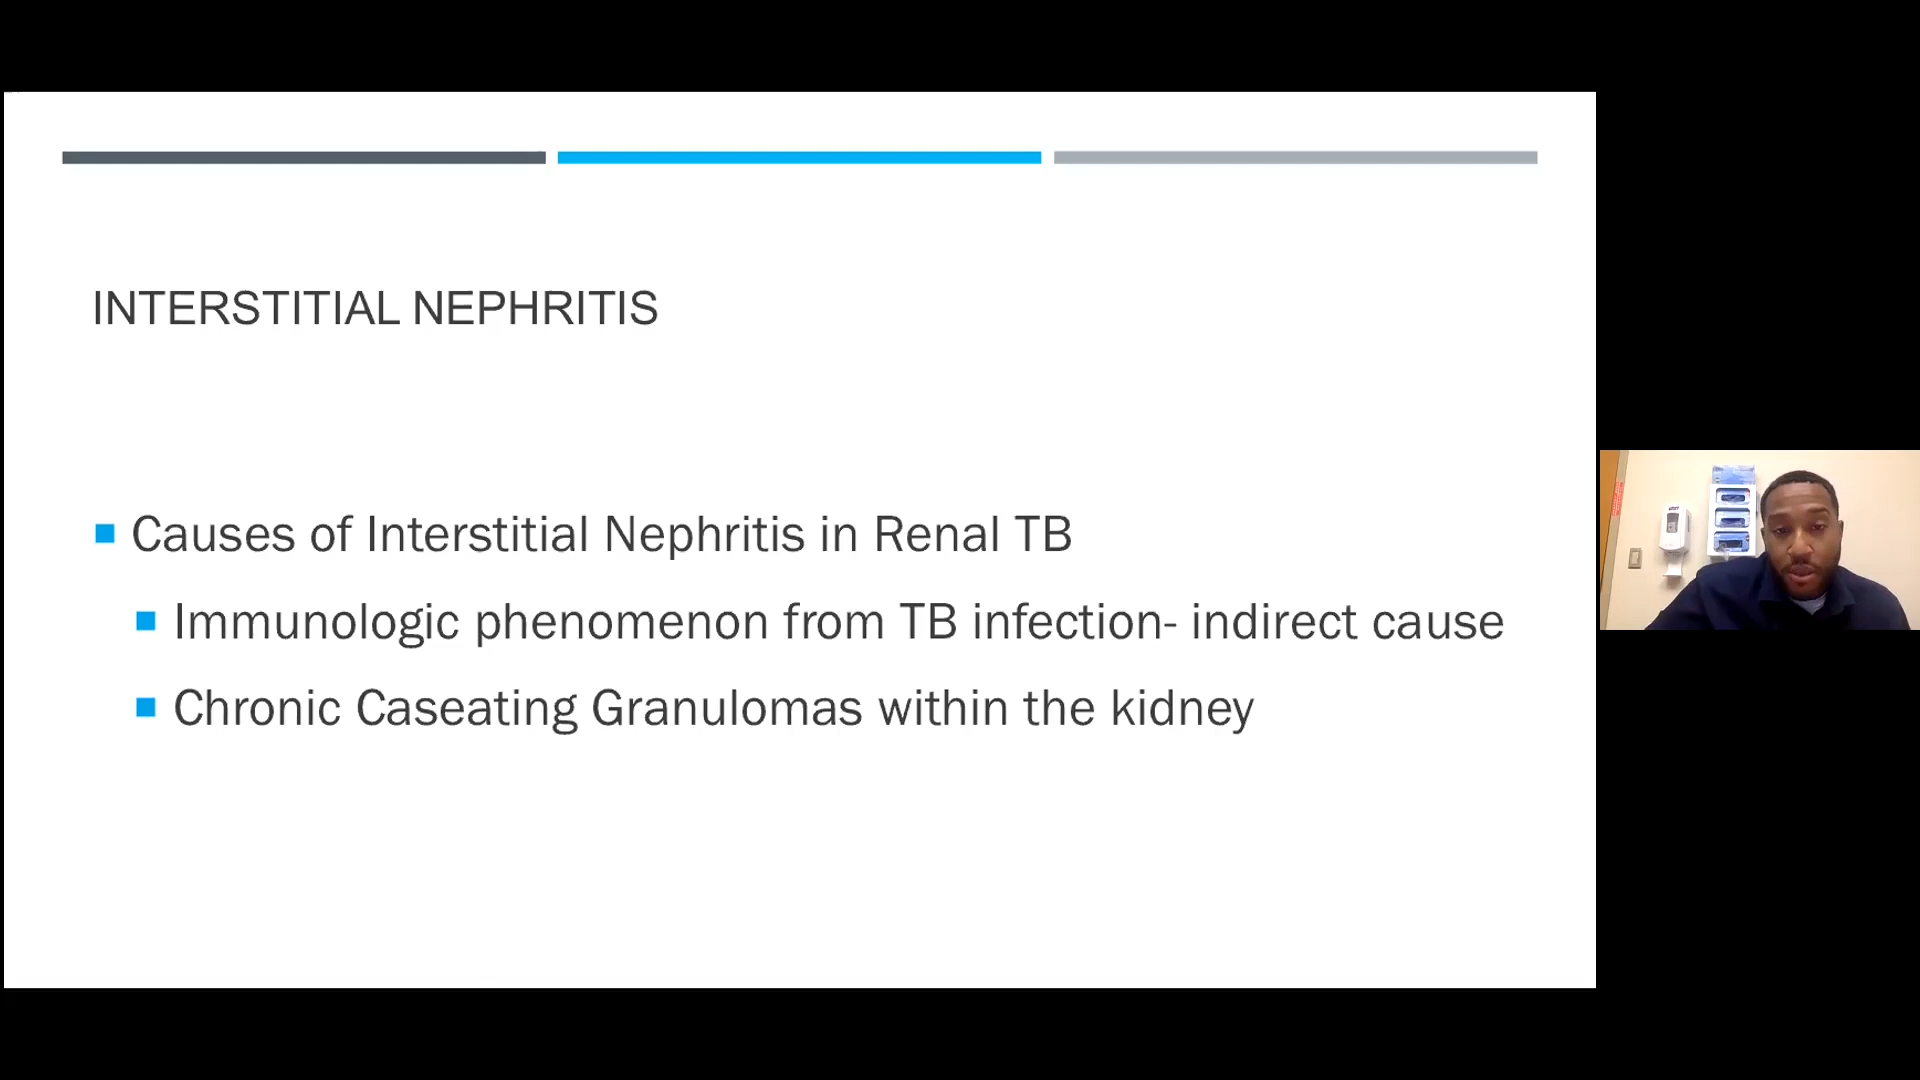 INTERSTITIAL NEPHRITIS
Causes of Interstitial Nephritis in Renal TB
Immunologic phenomenon from TB infection- indirect cause
Chronic Caseating Granulomas within the kidney